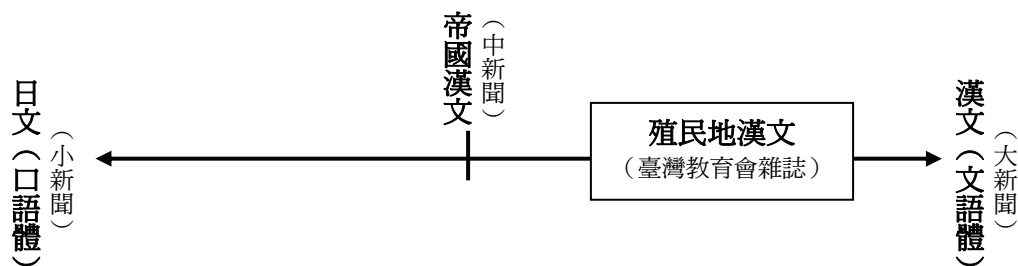 日文（口語體）
（小新聞）
帝國漢文
（中新聞）
殖民地漢文
（臺灣教育會雜誌）
漢文（文語體）
（大新聞）